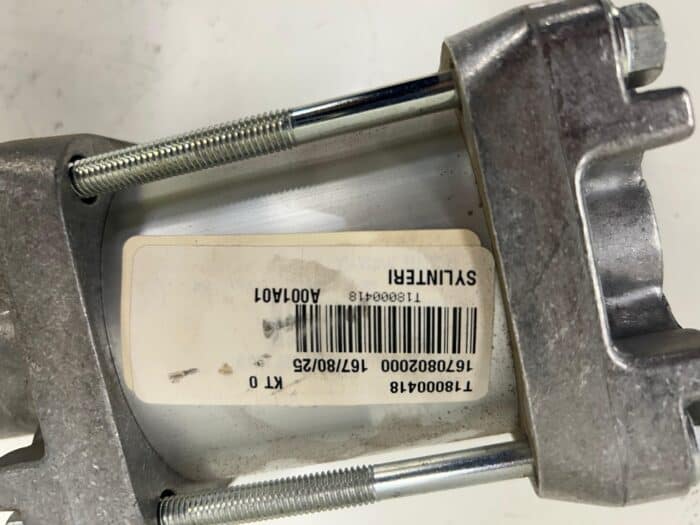 T18000418 KT 0
1670802000 167/80/25
T18000418
A001A01
SYLINTERI